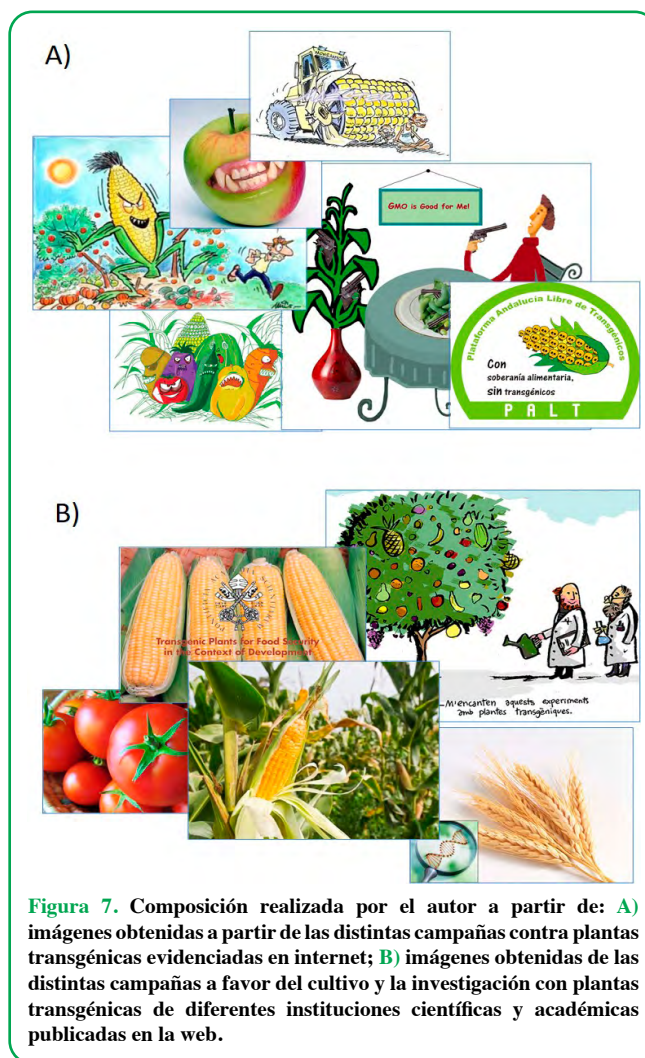 A)
MONSANTO
GMO is Good for Me!
Plataforma Andalucía Libre de Transgénicos
Con
soberanía alimentaria,
sin transgénicos
P A L T
B)
Transgenic Plants for Food Security
in the Context of Development
-M'encanten aquests experiments
amb plantes transgèniques.
Figura 7. Composición realizada por el autor a partir de: A)
imágenes obtenidas a partir de las distintas campañas contra plantas
transgénicas evidenciadas en internet; B) imágenes obtenidas de las
distintas campañas a favor del cultivo y la investigación con plantas
transgénicas de diferentes instituciones científicas y académicas
publicadas en la web.